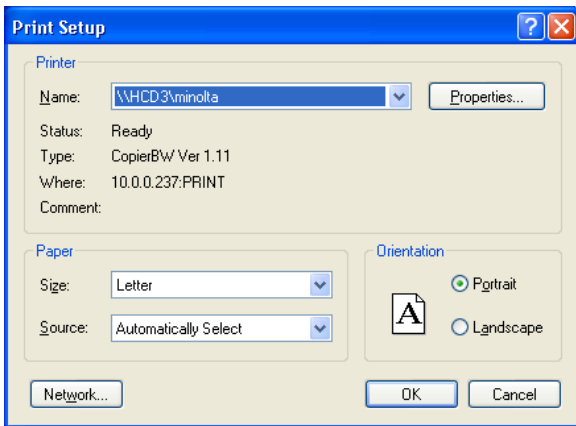 Print Setup
?
Printer
Name: \\HCD3\minolta Properties...
Status: Ready
Type: CopierBW Ver 1.11
Where: 10.0.0.237:PRINT
Comment:
Paper Orientation
Size: Letter Portrait
A
Source: Automatically Select Landscape
Network... OK Cancel